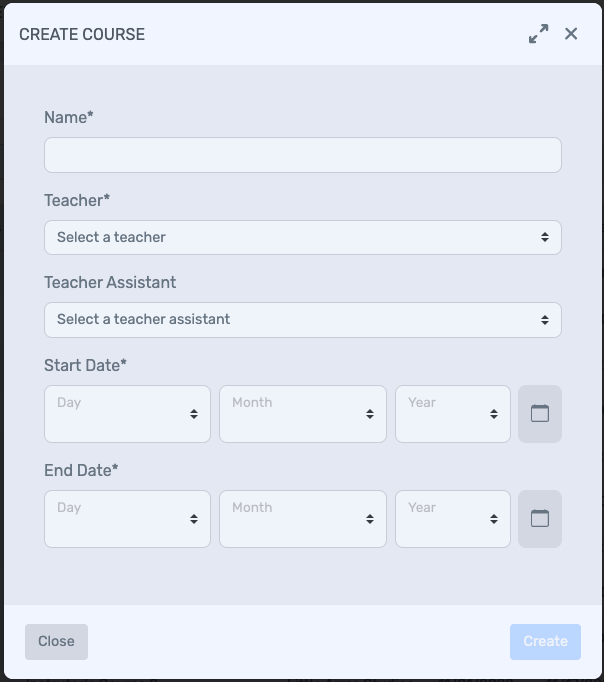 CREATE COURSE
Name*
Teacher*
Select a teacher
Teacher Assistant
Select a teacher assistant
Start Date*
Day Month Year
End Date*
Day Month Year
Close Create